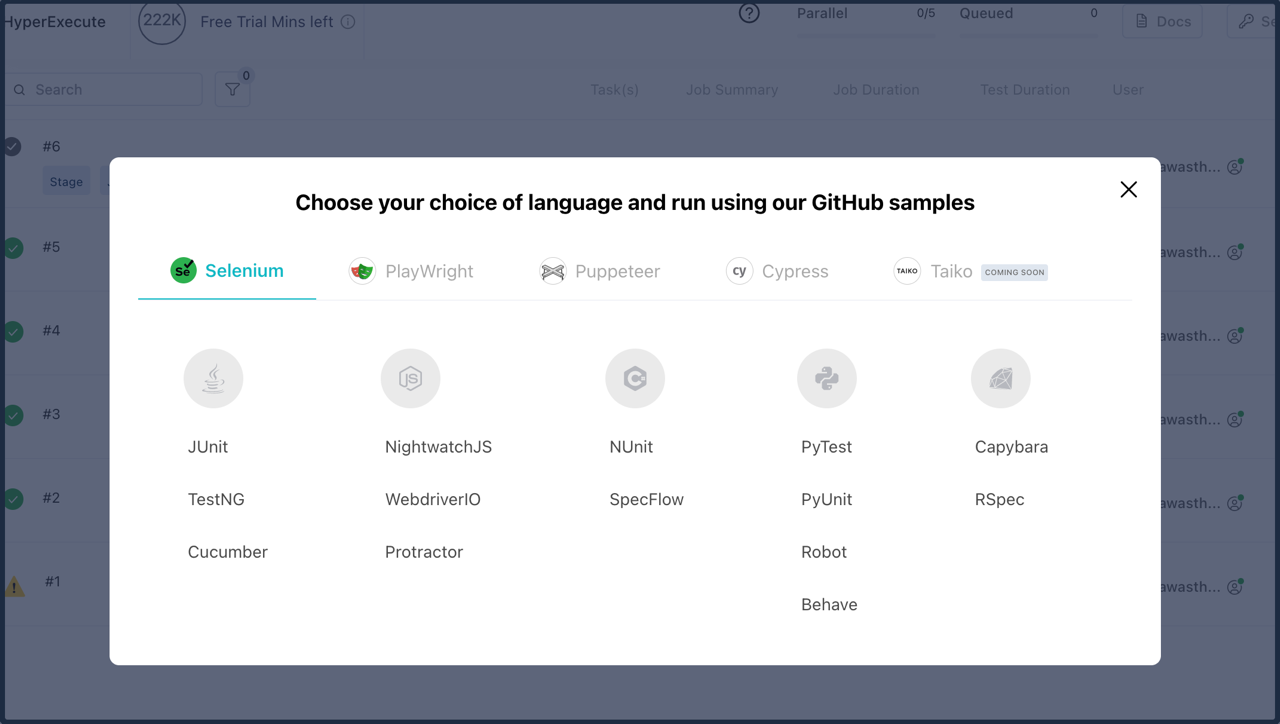 HyperExecute
222K
Free Trial Mins left
Parallel 0/5
Queued 0
Docs
Search
0
Task(s) Job Summary Job Duration Test Duration User
#6
Stage
awasth...
#5
awasth...
#4
awasth...
#3
awasth...
#2
awasth...
#1
awasth...
Choose your choice of language and run using our GitHub samples
Se Selenium
PlayWright
Puppeteer
cy Cypress
TAIKO Taiko COMING SOON
JS
JUnit NightwatchJS NUnit PyTest Capybara
TestNG WebdriverIO SpecFlow PyUnit RSpec
Cucumber Protractor Robot
Behave